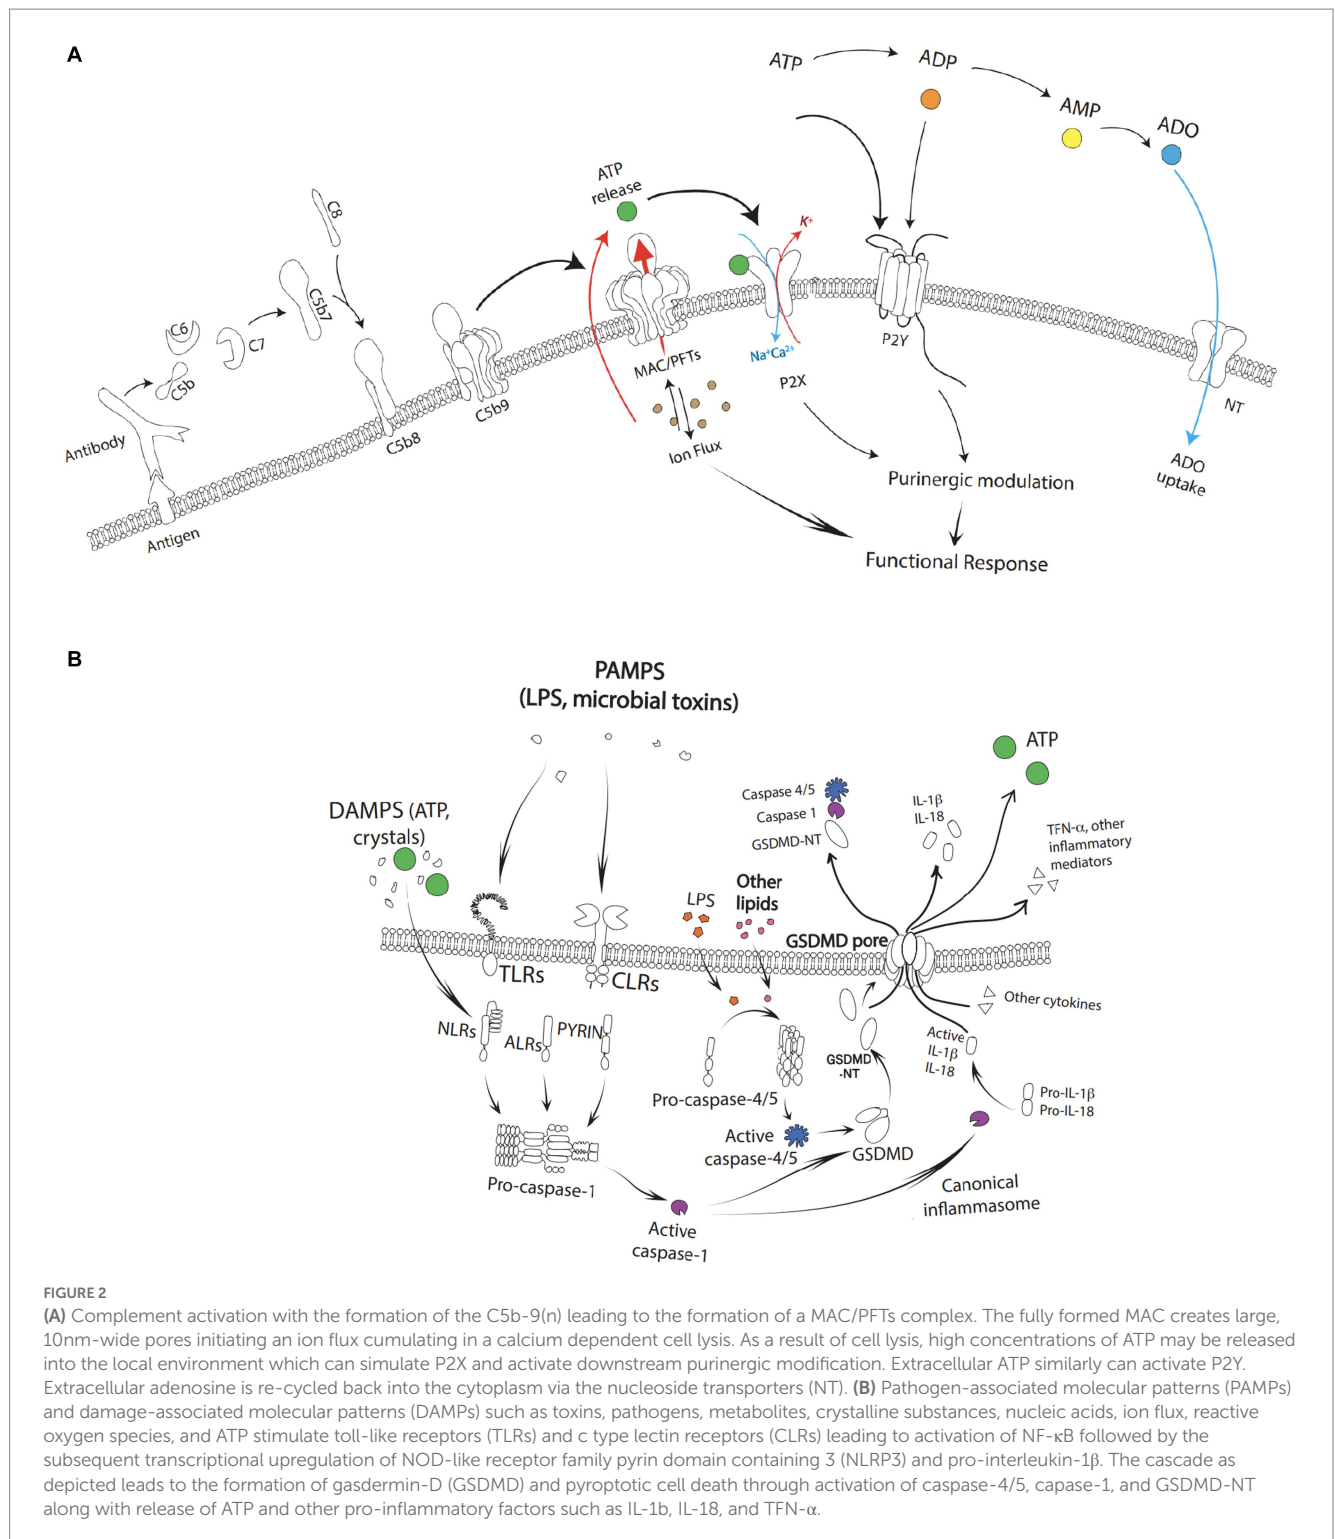 A
ATP
ADP
AMP
ADO
ATP
release
K+
C8
C5b7
C6
C7
C5b
Antibody
Antigen
C5b8
C5b9
MAC/PFTs
Ion Flux
Na+Ca2+
P2X
P2Y
NT
ADO
uptake
Purinergic modulation
Functional Response
B
PAMPS
(LPS, microbial toxins)
DAMPS (ATP,
crystals)
Caspase 4/5
Caspase 1
GSDMD-NT
IL-1β
IL-18
ATP
TFN-α, other
inflammatory
mediators
LPS
Other
lipids
GSDMD pore
TLRs
CLRs
NLRs
ALRs
PYRIN
Other cytokines
Active
IL-1β
IL-18
GSDMD
-NT
Pro-caspase-4/5
Pro-IL-1β
Pro-IL-18
Active
caspase-4/5
GSDMD
Pro-caspase-1
Canonical
inflammasome
Active
caspase-1
FIGURE 2
(A) Complement activation with the formation of the C5b-9(n) leading to the formation of a MAC/PFTs complex. The fully formed MAC creates large,
10nm-wide pores initiating an ion flux cumulating in a calcium dependent cell lysis. As a result of cell lysis, high concentrations of ATP may be released
into the local environment which can simulate P2X and activate downstream purinergic modification. Extracellular ATP similarly can activate P2Y.
Extracellular adenosine is re-cycled back into the cytoplasm via the nucleoside transporters (NT). (B) Pathogen-associated molecular patterns (PAMPs)
and damage-associated molecular patterns (DAMPs) such as toxins, pathogens, metabolites, crystalline substances, nucleic acids, ion flux, reactive
oxygen species, and ATP stimulate toll-like receptors (TLRs) and c type lectin receptors (CLRs) leading to activation of NF-κB followed by the
subsequent transcriptional upregulation of NOD-like receptor family pyrin domain containing 3 (NLRP3) and pro-interleukin-1β. The cascade as
depicted leads to the formation of gasdermin-D (GSDMD) and pyroptotic cell death through activation of caspase-4/5, capase-1, and GSDMD-NT
along with release of ATP and other pro-inflammatory factors such as IL-1b, IL-18, and TFN-α.